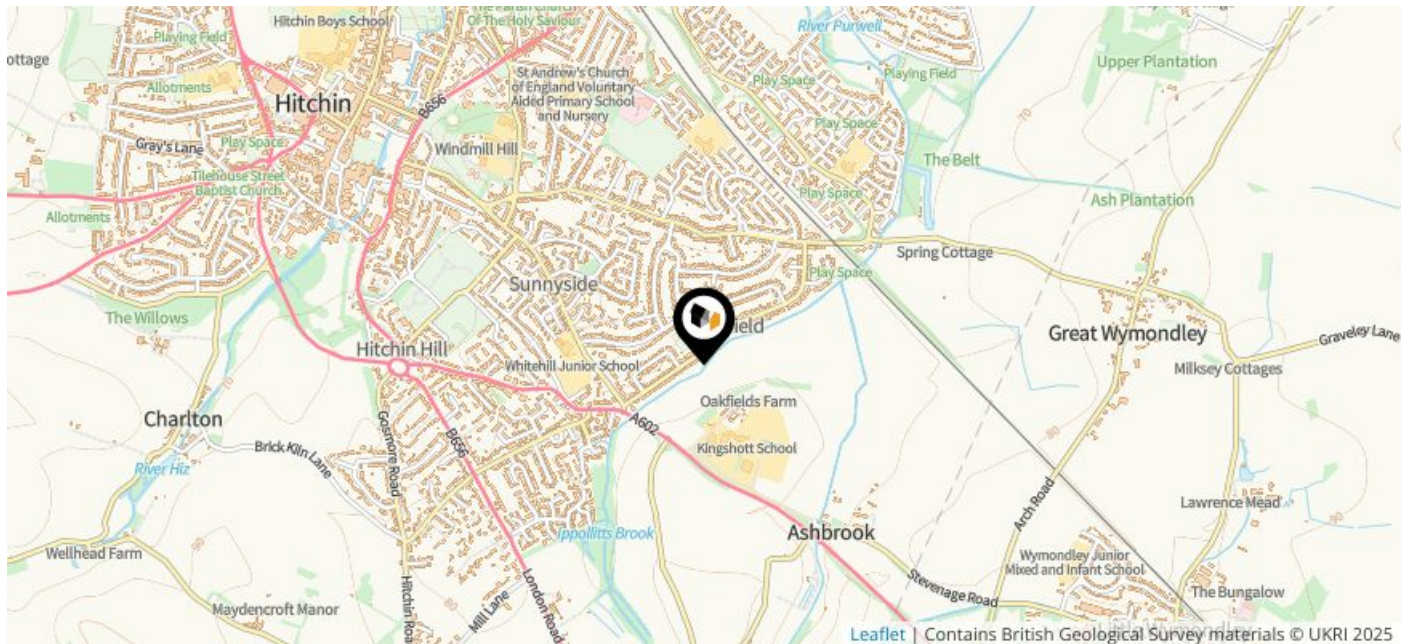 Hitchin Boys School
Of The Holy Saviour
River Purwell
Playing Field
Upper Plantation
ottage
Allotments
St Andrew's Church
of England Voluntary
Aided Primary School
and Nursery
Play Space
Playing Field
Hitchin
B656
Play Space
Gray's Lane
Play Space
Windmill Hill
The Belt
Tilehouse Street
Baptist Church
Play Space
Ash Plantation
Allotments
Spring Cottage
Sunnyside
Play Space
The Willows
field
Great Wymondley
Graveley Lane
Hitchin Hill
Whitehill Junior School
Milksey Cottages
Oakfields Farm
Charlton
A602
Gosmore Road
B656
Brick Kiln Lane
Kingshott School
River Hiz
Arch Road
Lawrence Mead
Ippollitts Brook
Ashbrook
Wellhead Farm
Wymondley Junior
Mixed and Infant School
Stevenage Road
The Bungalow
Maydencroft Manor
Hitchin Road
Mill Lane
London Road
Leaflet | Contains British Geological Survey materials © UKRI 2025